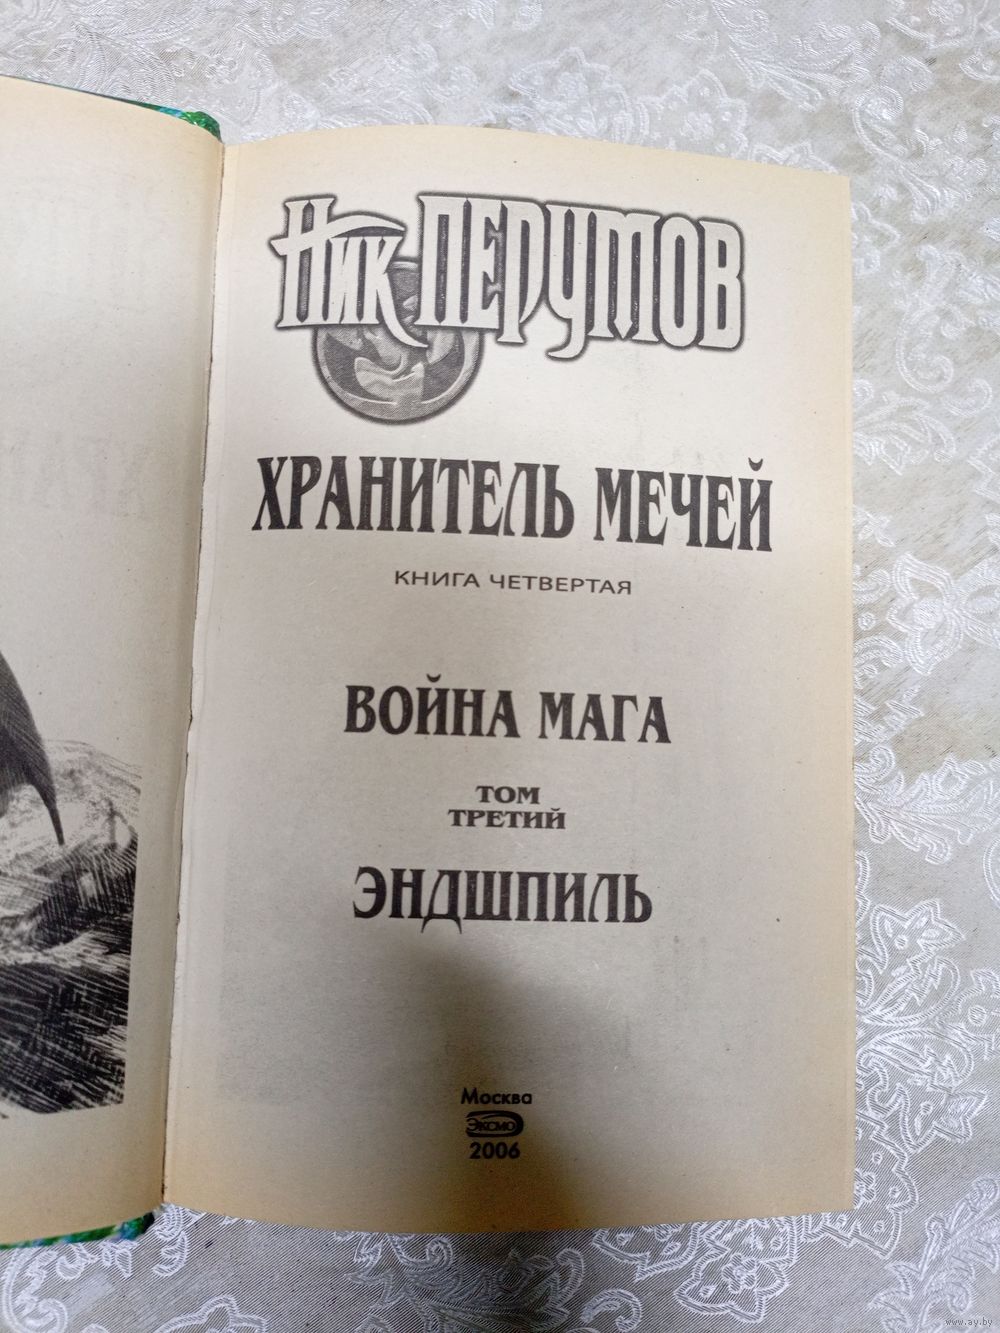 Ник ПЕРУМОВ
ХРАНИТЕЛЬ МЕЧЕЙ
КНИГА ЧЕТВЕРТАЯ
ВОЙНА МАГА
ТОМ
ТРЕТИЙ
ЭНДШПИЛЬ
Москва
ЭКСМО
2006
www.ay.by